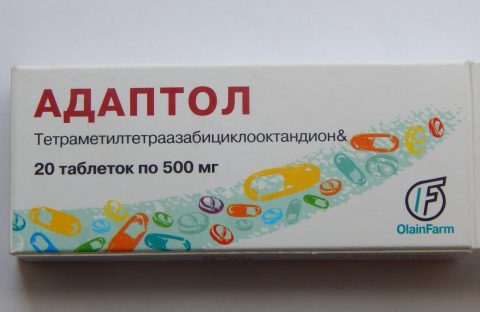 АДАПТОЛ
Тетраметилтетраазабициклооктандион&
20 таблеток по 500 мг
OlainFarm